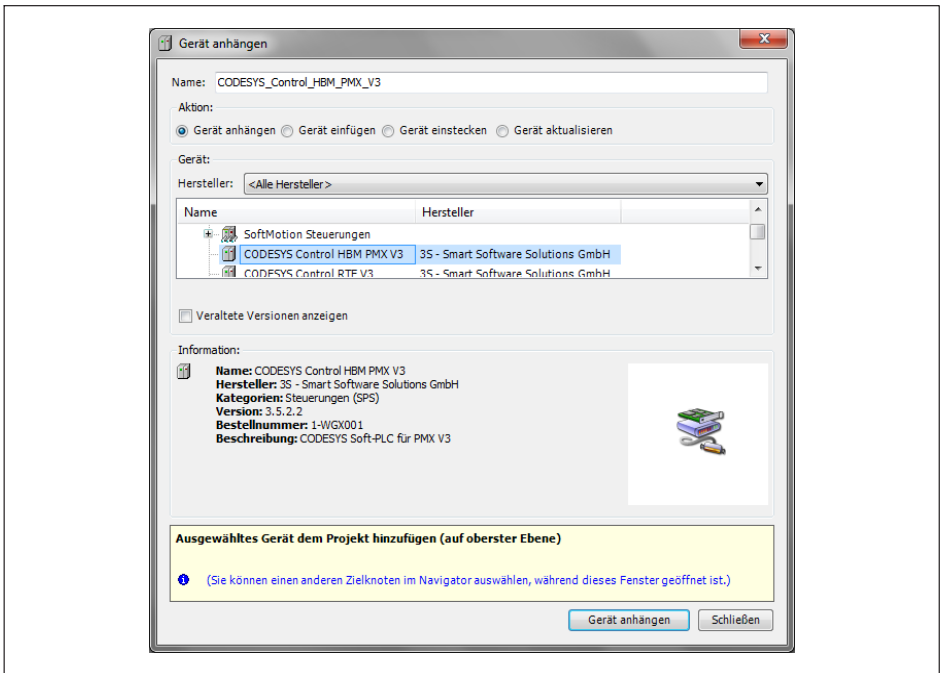 Gerät anhängen
Name: CODESYS_Control_HBM_PMX_V3
Aktion:
Gerät anhängen Gerät einfügen Gerät einstecken Gerät aktualisieren
Gerät:
Hersteller: <Alle Hersteller>
Name Hersteller
SoftMotion Steuerungen
CODESYS Control HBM PMX V3 3S - Smart Software Solutions GmbH
CODESYS Control RTE V3 3S - Smart Software Solutions GmbH
Veraltete Versionen anzeigen
Information:
Name: CODESYS Control HBM PMX V3
Hersteller: 3S - Smart Software Solutions GmbH
Kategorien: Steuerungen (SPS)
Version: 3.5.2.2
Bestellnummer: 1-WGX001
Beschreibung: CODESYS Soft-PLC für PMX V3
Ausgewähltes Gerät dem Projekt hinzufügen (auf oberster Ebene)
(Sie können einen anderen Zielknoten im Navigator auswählen, während dieses Fenster geöffnet ist.)
Gerät anhängen Schließen